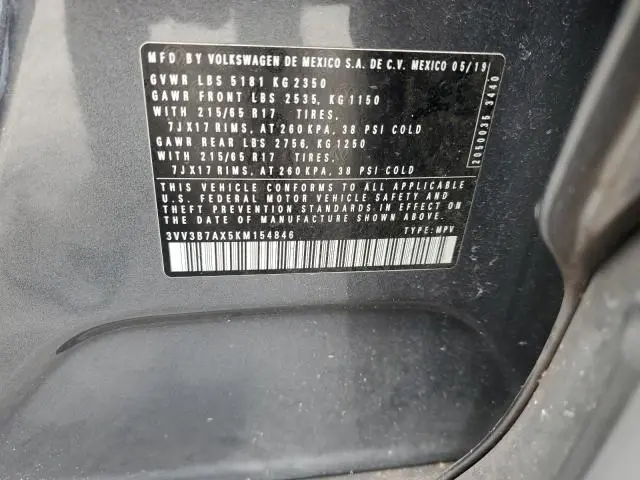 MFD BY VOLKSWAGEN DE MEXICO S.A. DE C.V. MEXICO 05/19
GVWR LBS 5181 KG 2350
GAWR FRONT LBS 2535, KG 1150
WITH 215/65 R17 TIRES,
7JX17 RIMS, AT 260 KPA, 38 PSI COLD
GAWR REAR LBS 2756, KG 1250
WITH 215/65 R17 TIRES,
7JX17 RIMS, AT 260 KPA, 38 PSI COLD
THIS VEHICLE CONFORMS TO ALL APPLICABLE
U.S. FEDERAL MOTOR VEHICLE SAFETY AND
THEFT PREVENTION STANDARDS IN EFFECT ON
THE DATE OF MANUFACTURE SHOWN ABOVE.
3VV3B7AX5KM154846 TYPE: MPV
2050035 3440